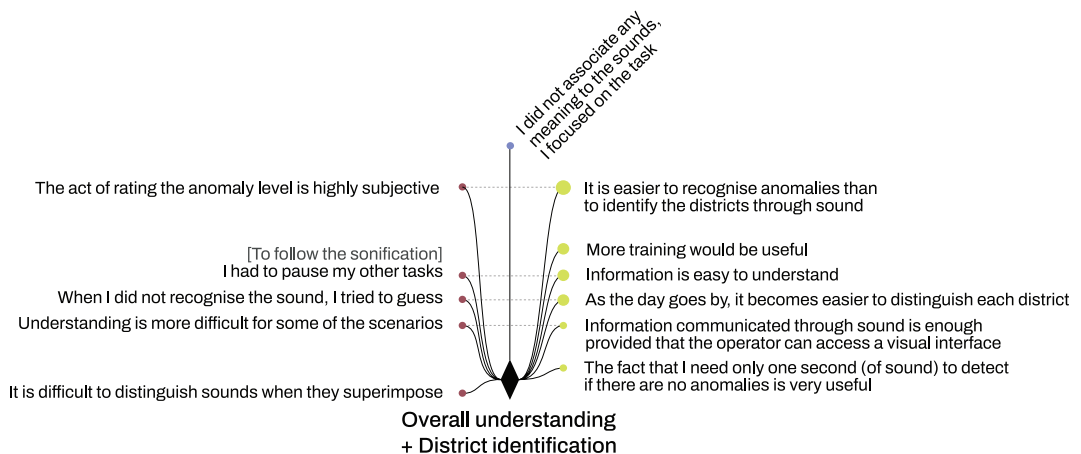 I did not associate any
meaning to the sounds,
I focused on the task
The act of rating the anomaly level is highly subjective
[To follow the sonification]
I had to pause my other tasks
When I did not recognise the sound, I tried to guess
Understanding is more difficult for some of the scenarios
It is difficult to distinguish sounds when they superimpose
It is easier to recognise anomalies than
to identify the districts through sound
More training would be useful
Information is easy to understand
As the day goes by, it becomes easier to distinguish each district
Information communicated through sound is enough
provided that the operator can access a visual interface
The fact that I need only one second (of sound) to detect
if there are no anomalies is very useful
Overall understanding
+ District identification